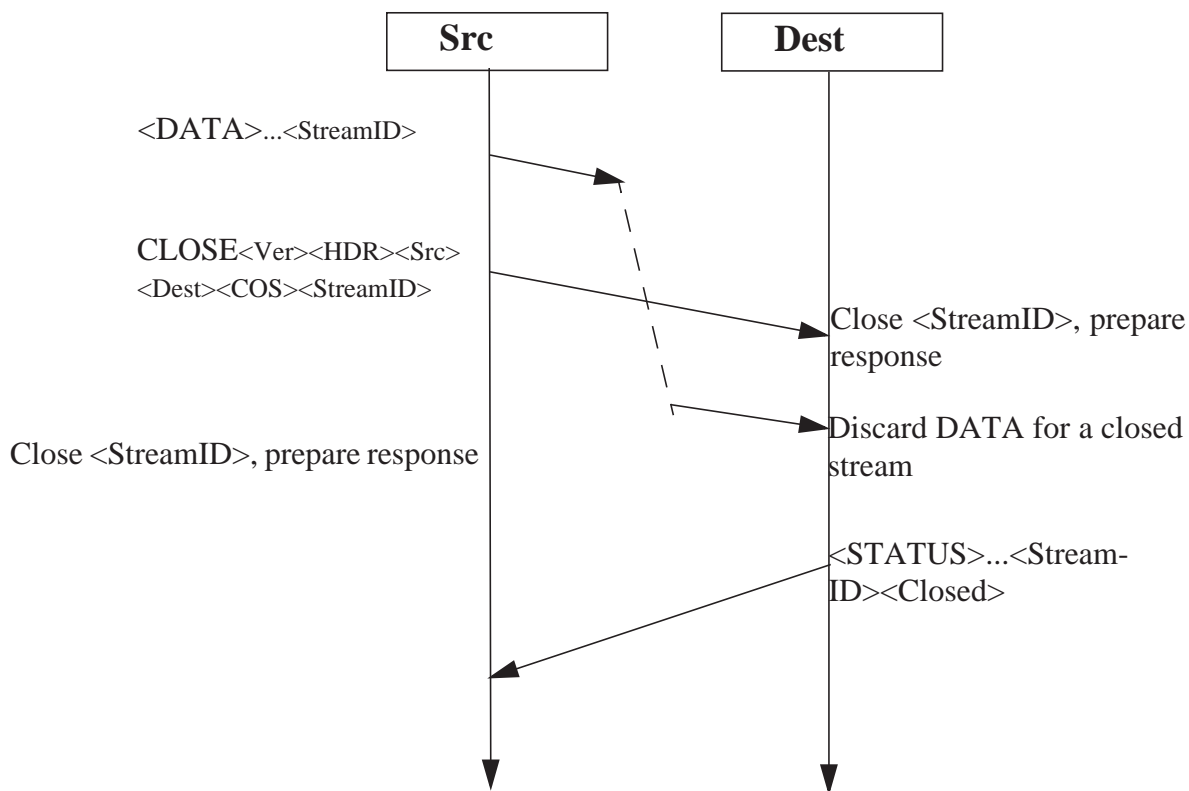 Src
Dest
<DATA>...<StreamID>
CLOSE<Ver><HDR><Src>
<Dest><COS><StreamID>
Close <StreamID>, prepare
response
Discard DATA for a closed
stream
Close <StreamID>, prepare response
<STATUS>...<Stream-
ID><Closed>